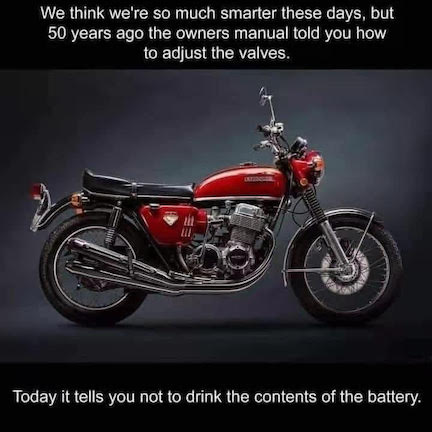 We think we're so much smarter these days, but
50 years ago the owners manual told you how
to adjust the valves.
Today it tells you not to drink the contents of the battery.